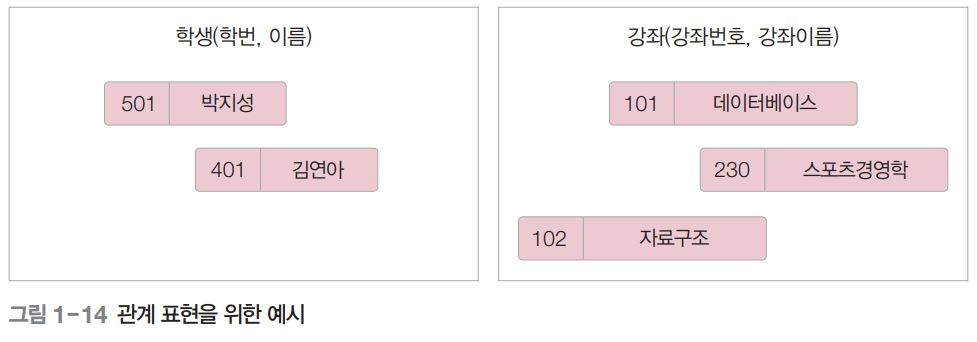 학생(학번, 이름)
501 박지성
401 김연아
강좌(강좌번호, 강좌이름)
101 데이터베이스
230 스포츠경영학
102 자료구조
그림 1-14 관계 표현을 위한 예시